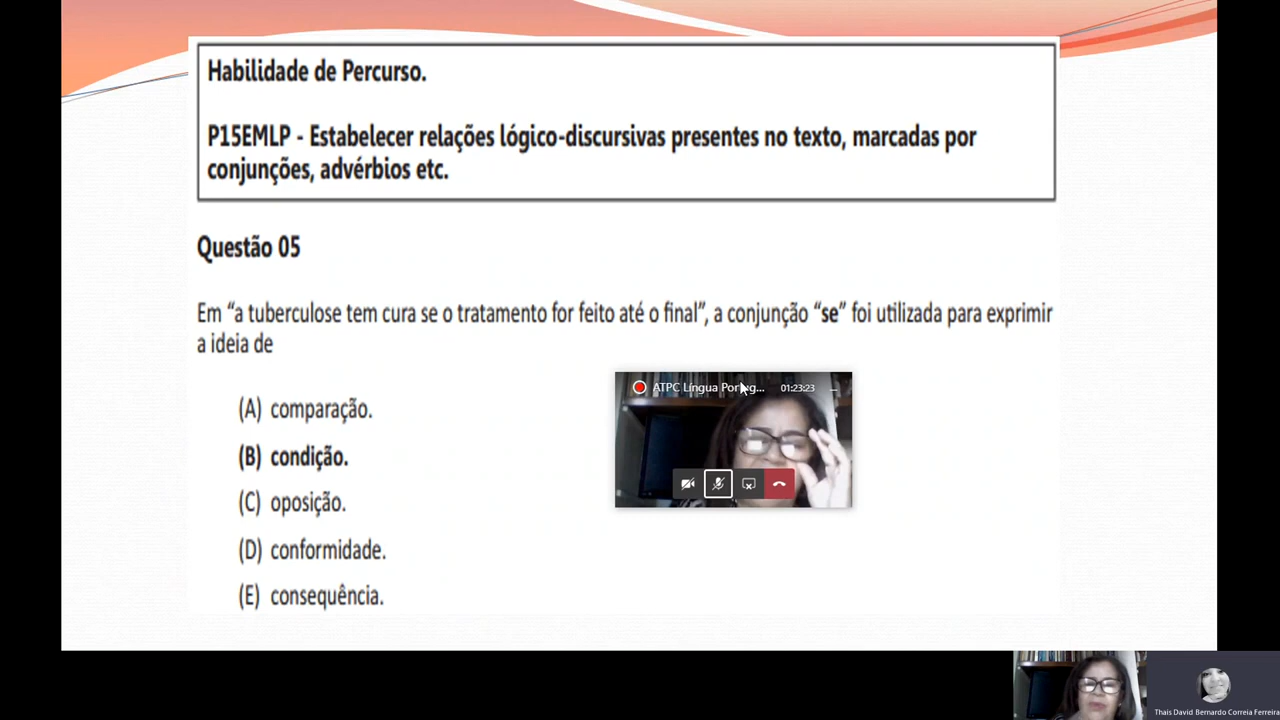 Habilidade de Percurso.
P15EMLP - Estabelecer relações lógico-discursivas presentes no texto, marcadas por
conjunções, advérbios etc.
Questão 05
Em “a tuberculose tem cura se o tratamento for feito até o final”, a conjunção “se” foi utilizada para exprimir
a ideia de
ATPC Língua Portug... 01:23:23
(A) comparação.
(B) condição.
(C) oposição.
(D) conformidade.
(E) consequência.
Thais David Bernardo Correia Ferreira